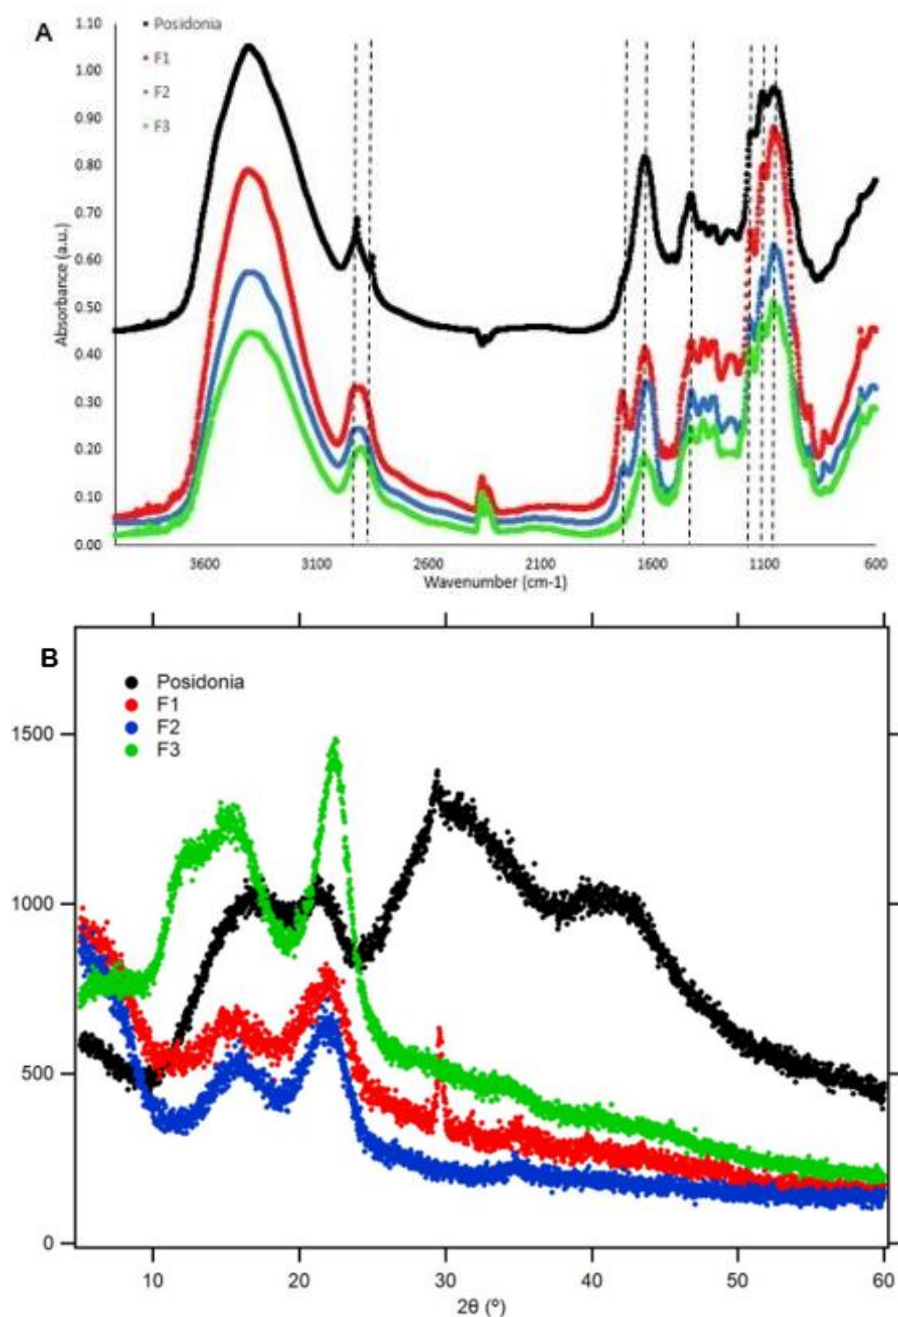 A
Posidonia
F1
F2
F3
1.10
1.00
0.90
0.80
0.70
0.60
0.50
0.40
0.30
0.20
0.10
0.00
Absorbance (a.u.)
3600 3100 2600 2100 1600 1100 600
Wavenumber (cm-1)
B
Posidonia
F1
F2
F3
1500
1000
500
0
10 20 30 40 50 60
2θ (º)